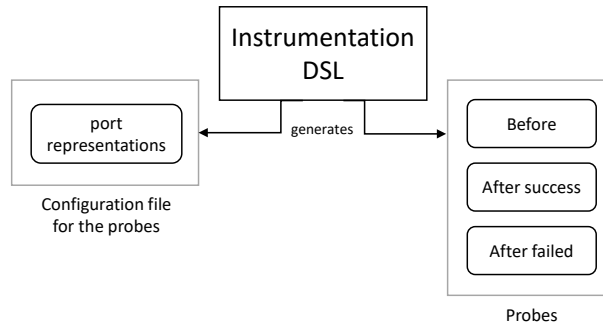 Instrumentation
DSL
generates
port
representations
Configuration file
for the probes
Before
After success
After failed
Probes